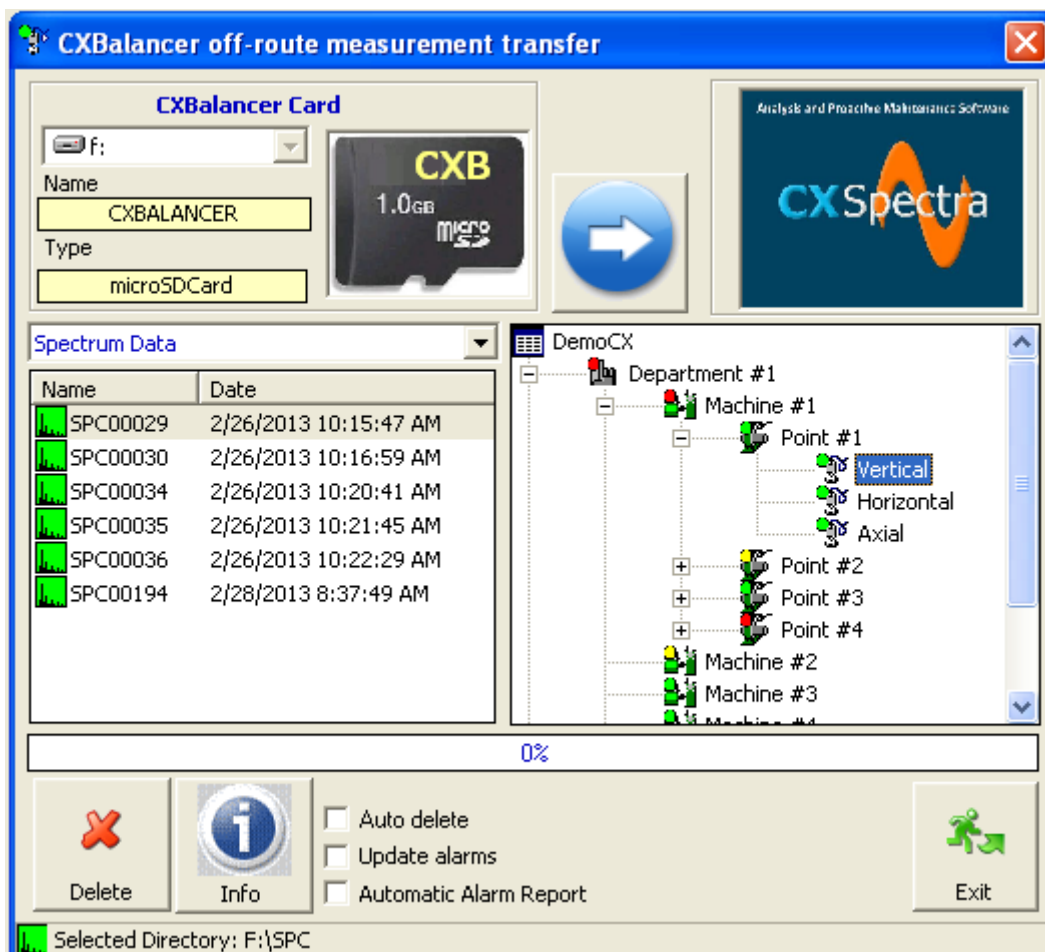 CXBalancer off-route measurement transfer
CXBalancer Card
f:
Name
CXBALANCER
Type
microSDCard
CXB
1.0GB
micro
Analysis and Proactive Maintenance Software
CXSpectra
Spectrum Data
Name Date
SPC00029 2/26/2013 10:15:47 AM
SPC00030 2/26/2013 10:16:59 AM
SPC00034 2/26/2013 10:20:41 AM
SPC00035 2/26/2013 10:21:45 AM
SPC00036 2/26/2013 10:22:29 AM
SPC00194 2/28/2013 8:37:49 AM
DemoCX
Department #1
Machine #1
Point #1
Vertical
Horizontal
Axial
Point #2
Point #3
Point #4
Machine #2
Machine #3
0%
Delete
Info
Auto delete
Update alarms
Automatic Alarm Report
Exit
Selected Directory: F:\SPC